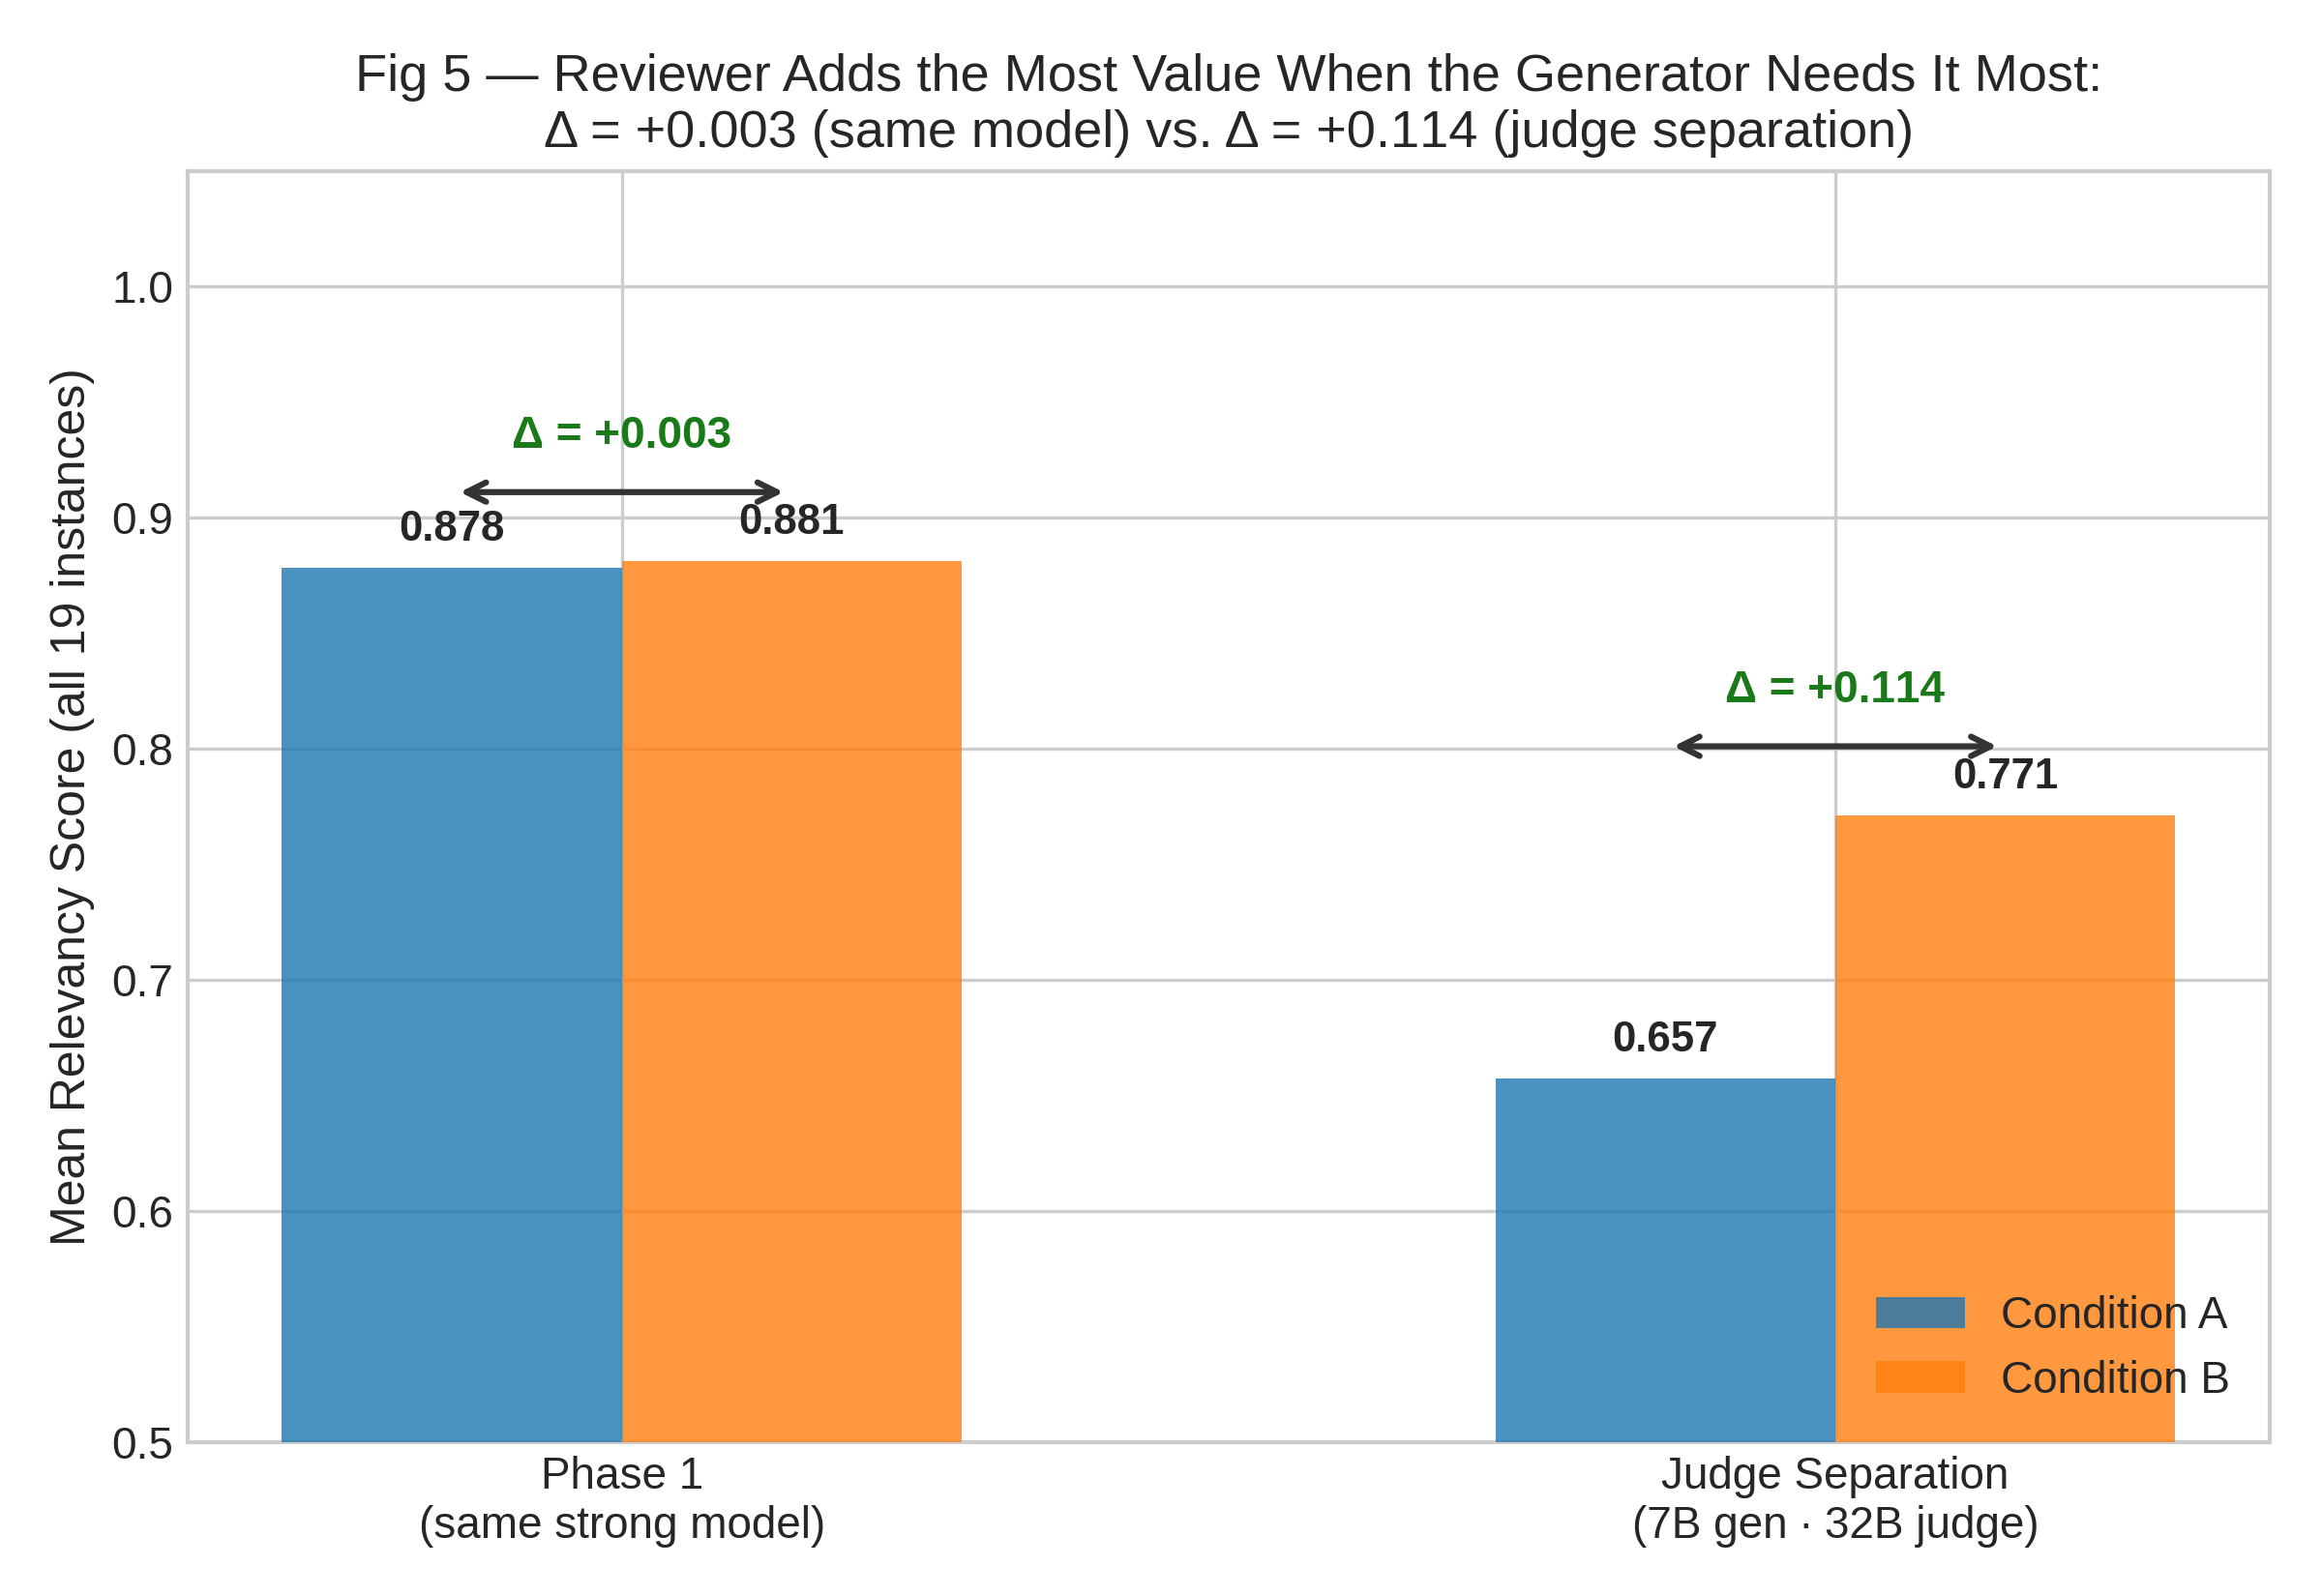 Fig 5 — Reviewer Adds the Most Value When the Generator Needs It Most:
Δ = +0.003 (same model) vs. Δ = +0.114 (judge separation)
Mean Relevancy Score (all 19 instances)
1.0
0.9
0.8
0.7
0.6
0.5
Δ = +0.003
0.878
0.881
Δ = +0.114
0.771
0.657
Condition A
Condition B
Phase 1
(same strong model)
Judge Separation
(7B gen · 32B judge)